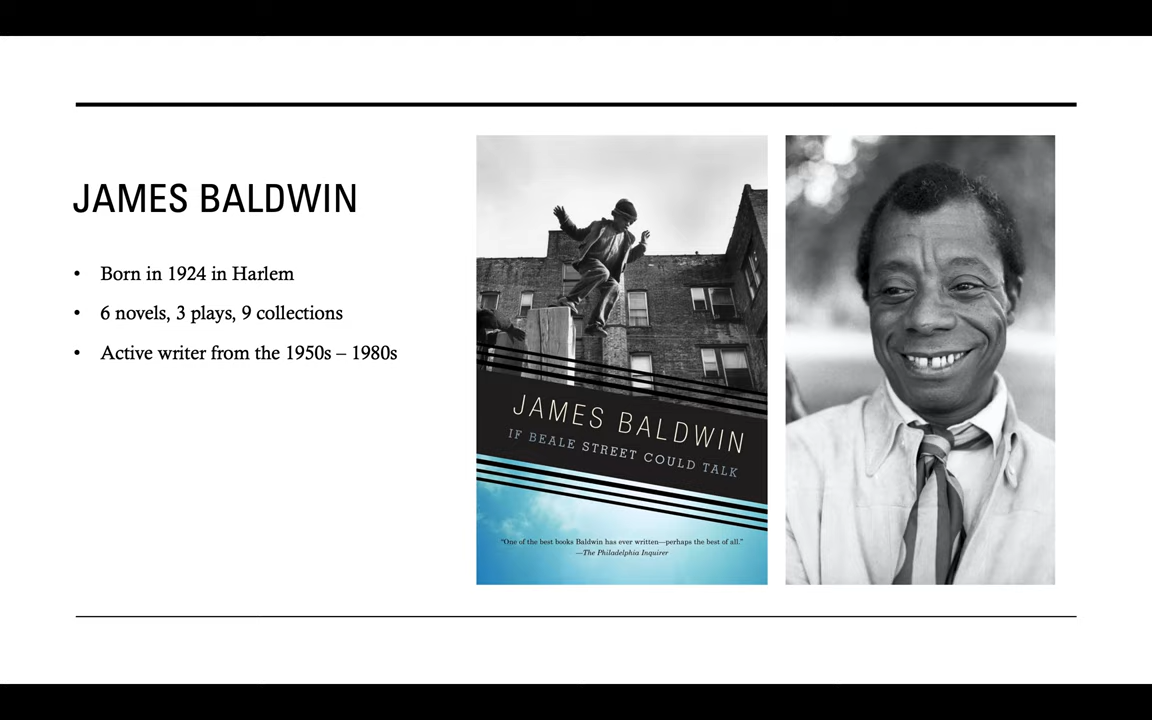 JAMES BALDWIN
• Born in 1924 in Harlem
• 6 novels, 3 plays, 9 collections
• Active writer from the 1950s – 1980s
JAMES BALDWIN
IF BEALE STREET COULD TALK
"One of the best books Baldwin has ever written—perhaps the best of all."
—The Philadelphia Inquirer